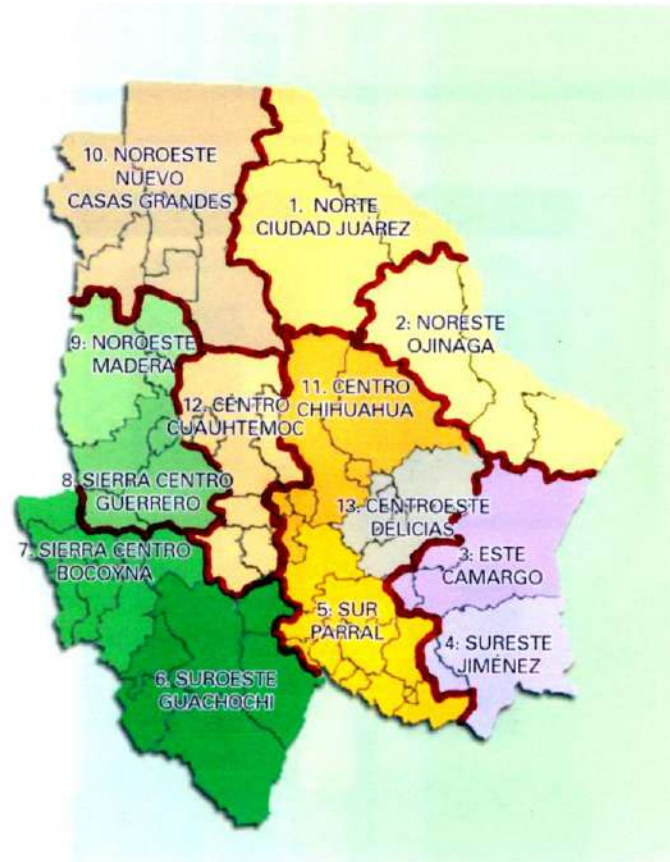 10. NOROESTE
NUEVO
CASAS GRANDES
1. NORTE
CIUDAD JUÁREZ
2: NORESTE
OJINAGA
9: NOROESTE
MADERA
11. CENTRO
CHIHUAHUA
12. CENTRO
CUAUHTEMOC
8. SIERRA CENTRO
GUERRERO
13. CENTROESTE
DELICIAS
7. SIERRA CENTRO
BOCOYNA
3: ESTE
CAMARGO
5: SUR
PARRAL
4: SURESTE
JIMÉNEZ
6. SUROESTE
GUACHOCHI